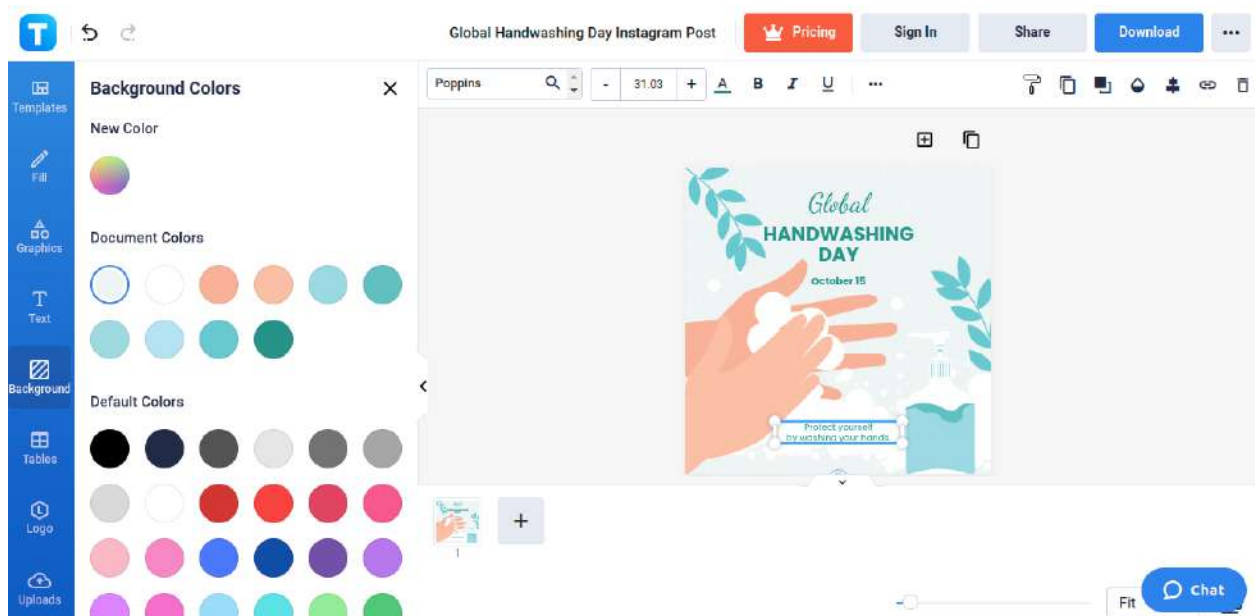 T
Global Handwashing Day Instagram Post
Pricing
Sign In
Share
Download
Templates
Fill
Graphics
Text
Background
Tables
Logo
Uploads
Background Colors
New Color
Document Colors
Default Colors
Poppins
-
31.03
+
A
B
I
U
Global
HANDWASHING
DAY
October 15
Protect yourself
by washing your hands
+
1
Fit
Chat